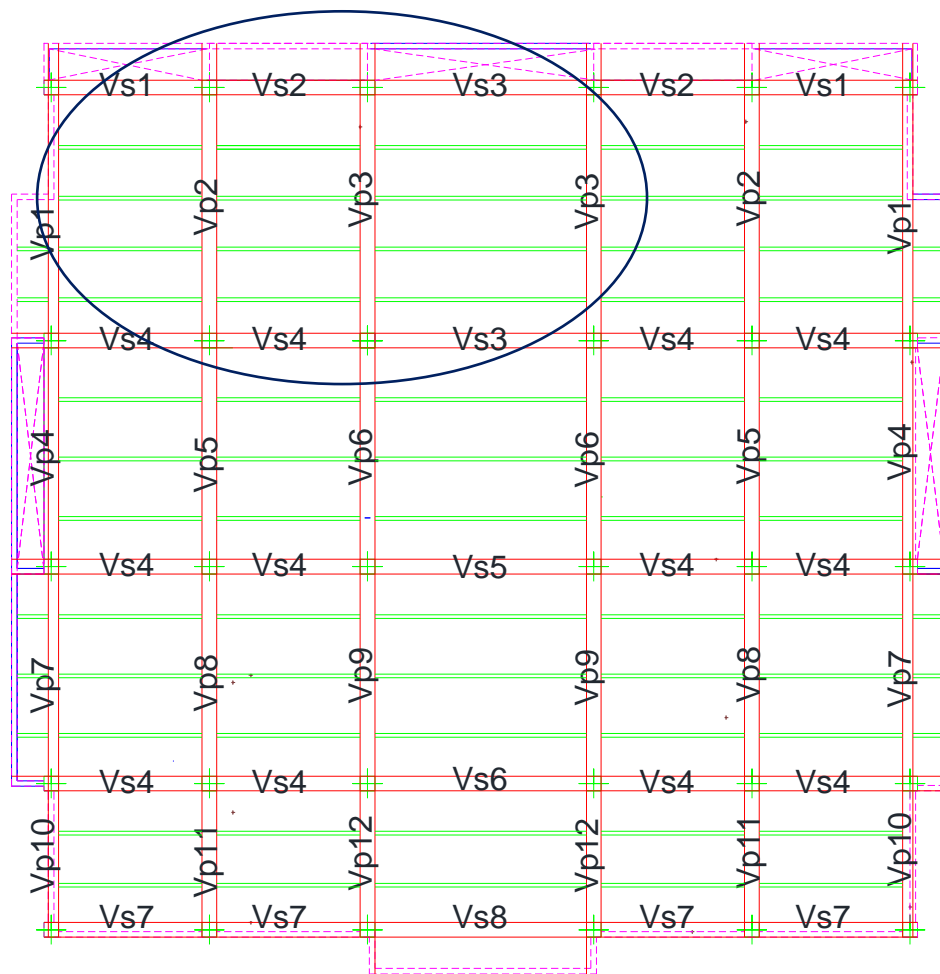 Vs1 Vs2 Vs3 Vs2 Vs1
Vp1 Vp2 Vp3 Vp3 Vp2 Vp1
Vs4 Vs4 Vs3 Vs4 Vs4
Vp4 Vp5 Vp6 Vp6 Vp5 Vp4
Vs4 Vs4 Vs5 Vs4 Vs4
Vp7 Vp8 Vp9 Vp9 Vp8 Vp7
Vs4 Vs4 Vs6 Vs4 Vs4
Vp10 Vp11 Vp12 Vp12 Vp11 Vp10
Vs7 Vs7 Vs8 Vs7 Vs7